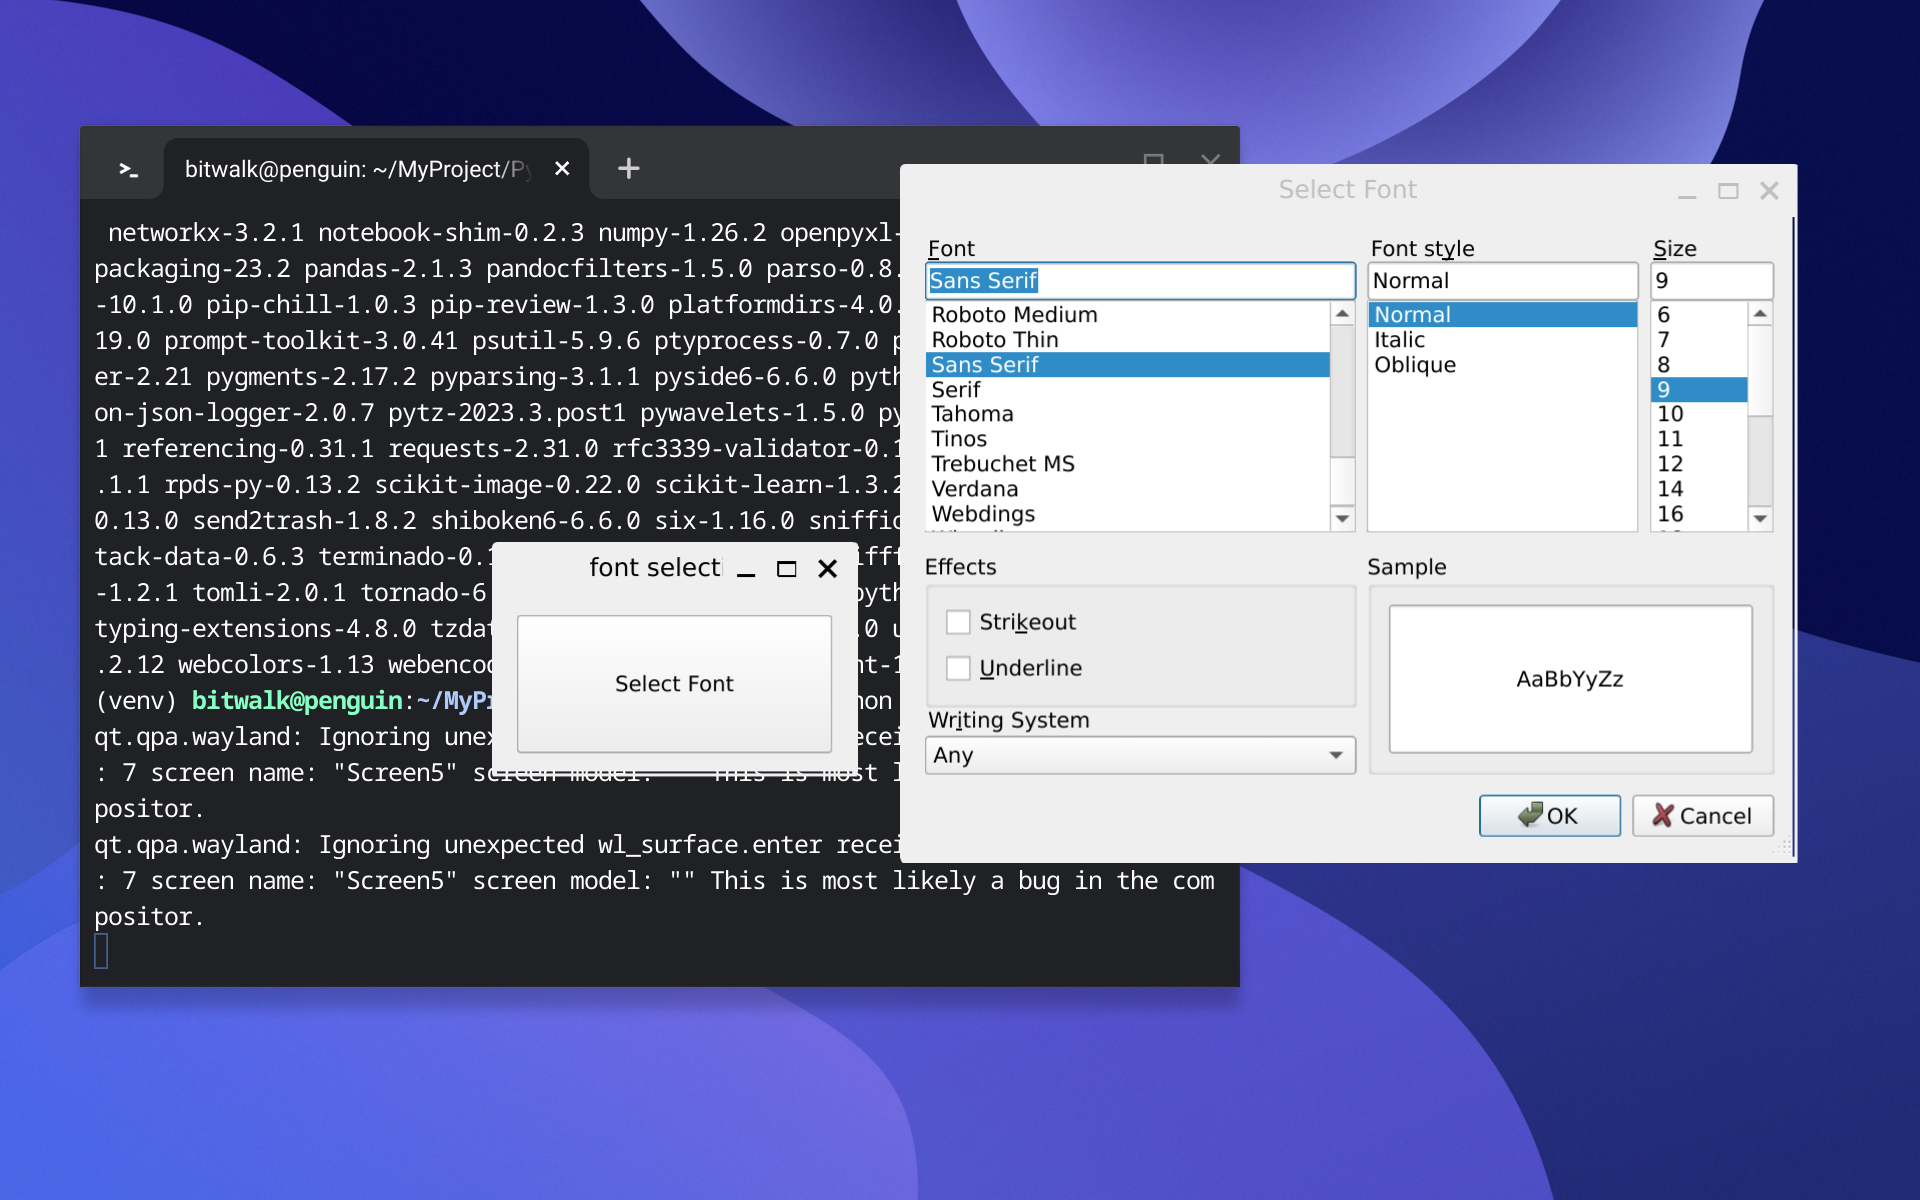 bitwalk@penguin: ~/MyProject/Py
networkx-3.2.1 notebook-shim-0.2.3 numpy-1.26.2 openpyxl-
packaging-23.2 pandas-2.1.3 pandocfilters-1.5.0 parso-0.8.
-10.1.0 pip-chill-1.0.3 pip-review-1.3.0 platformdirs-4.0.
19.0 prompt-toolkit-3.0.41 psutil-5.9.6 ptyprocess-0.7.0 p
er-2.21 pygments-2.17.2 pyparsing-3.1.1 pyside6-6.6.0 pyth
on-json-logger-2.0.7 pytz-2023.3.post1 pywavelets-1.5.0 py
1 referencing-0.31.1 requests-2.31.0 rfc3339-validator-0.1
.1.1 rpds-py-0.13.2 scikit-image-0.22.0 scikit-learn-1.3.2
0.13.0 send2trash-1.8.2 shiboken6-6.6.0 six-1.16.0 sniffio
tack-data-0.6.3 terminado-0.1 ifff
-1.2.1 tomli-2.0.1 tornado-6 pyth
typing-extensions-4.8.0 tzdat .0 u
.2.12 webcolors-1.13 webencod nt-1
(venv) bitwalk@penguin:~/MyPr non
qt.qpa.wayland: Ignoring unex ecei
: 7 screen name: "Screen5" screen model: This is most l
positor.
qt.qpa.wayland: Ignoring unexpected wl_surface.enter recei
: 7 screen name: "Screen5" screen model: "" This is most likely a bug in the com
positor.
font selecti
Select Font
Select Font
Font
Sans Serif
Roboto Medium
Roboto Thin
Sans Serif
Serif
Tahoma
Tinos
Trebuchet MS
Verdana
Webdings
Font style
Normal
Normal
Italic
Oblique
Size
9
6
7
8
9
10
11
12
14
16
Effects
Strikeout
Underline
Writing System
Any
Sample
AaBbYyZz
OK
Cancel